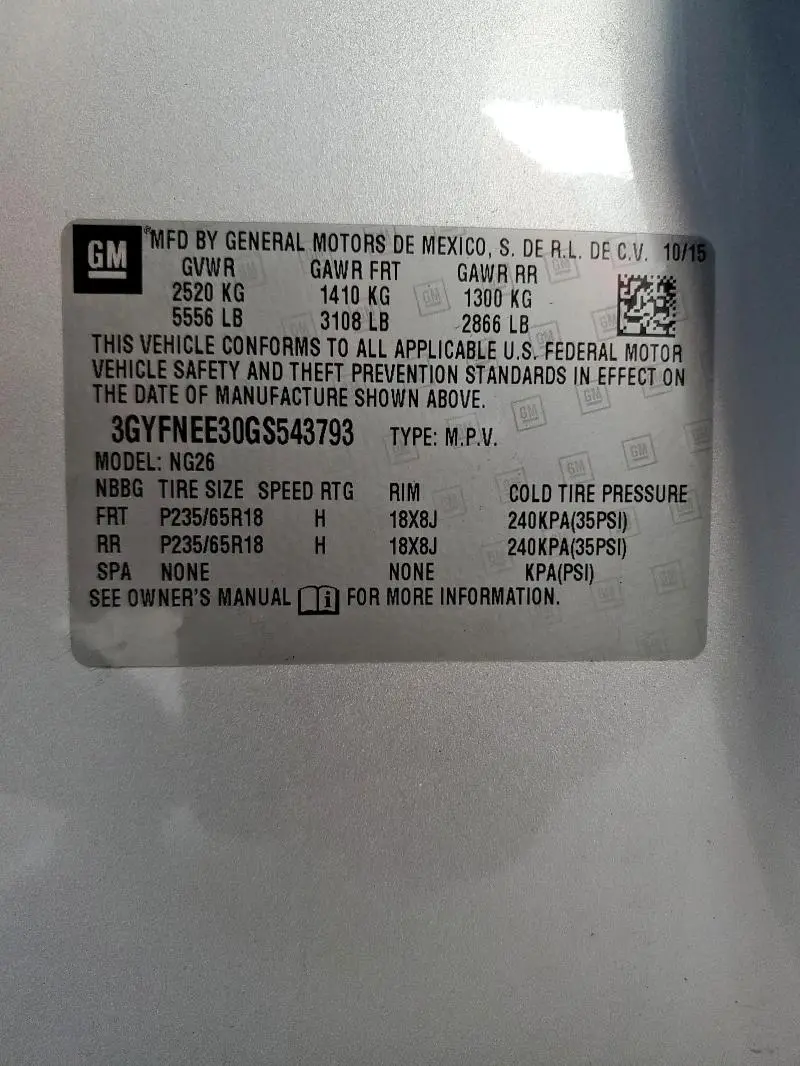 GM ®MFD BY GENERAL MOTORS DE MEXICO, S. DE R.L. DE C.V. 10/15
GVWR GAWR FRT GAWR RR
2520 KG 1410 KG 1300 KG
5556 LB 3108 LB 2866 LB
THIS VEHICLE CONFORMS TO ALL APPLICABLE U.S. FEDERAL MOTOR
VEHICLE SAFETY AND THEFT PREVENTION STANDARDS IN EFFECT ON
THE DATE OF MANUFACTURE SHOWN ABOVE.
3GYFNEE30GS543793 TYPE: M.P.V.
MODEL: NG26
NBBG TIRE SIZE SPEED RTG RIM COLD TIRE PRESSURE
FRT P235/65R18 H 18X8J 240KPA(35PSI)
RR P235/65R18 H 18X8J 240KPA(35PSI)
SPA NONE NONE KPA(PSI)
SEE OWNER'S MANUAL i FOR MORE INFORMATION.